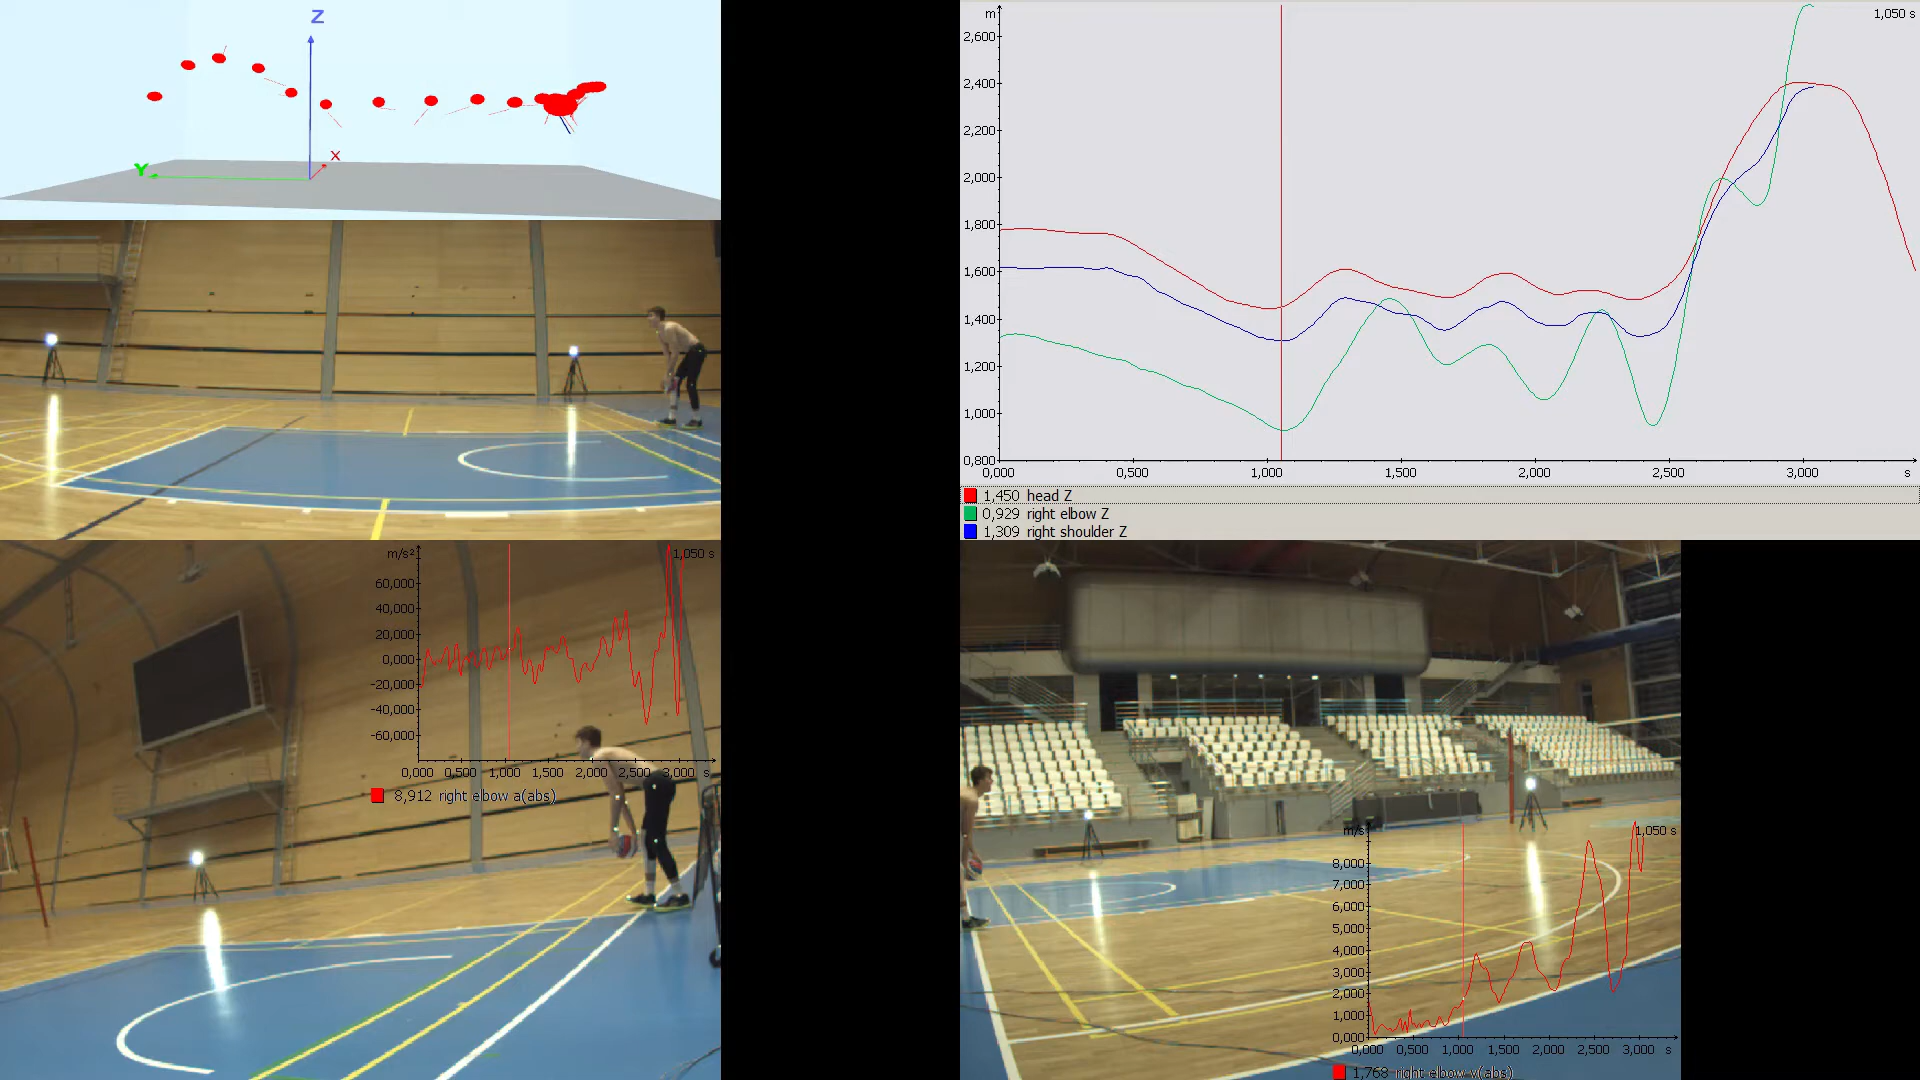 Z
X
Y
m
1,050 s
2,600
2,400
2,200
2,000
1,800
1,600
1,400
1,200
1,000
0,800
0,000 0,500 1,000 1,500 2,000 2,500 3,000 s
1,450 head Z
0,929 right elbow Z
1,309 right shoulder Z
m/s²
1,050 s
60,000
40,000
20,000
0,000
-20,000
-40,000
-60,000
0,000 0,500 1,000 1,500 2,000 2,500 3,000 s
8,912 right elbow a(abs)
m/s
1,050 s
8,000
7,000
6,000
5,000
4,000
3,000
2,000
1,000
0,000
0,000 0,500 1,000 1,500 2,000 2,500 3,000 s
1,768 right elbow v(abs)